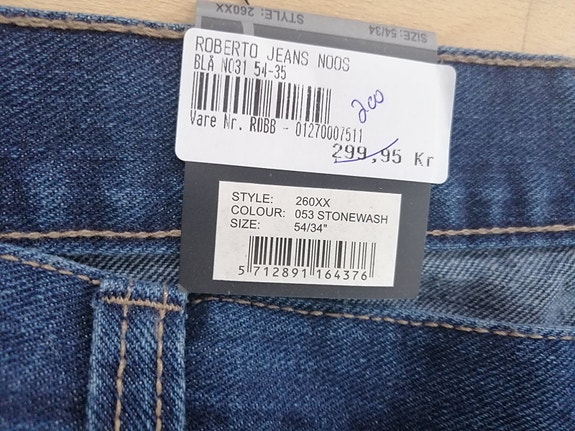 STYLE: 260XX
SIZE: 54/34
ROBERTO JEANS NOOS
BLÅ NO31 54-35
200
Vare Nr. ROBB - 01270007511
299,95 Kr
STYLE: 260XX
COLOUR: 053 STONEWASH
SIZE: 54/34"
5 712891 164376